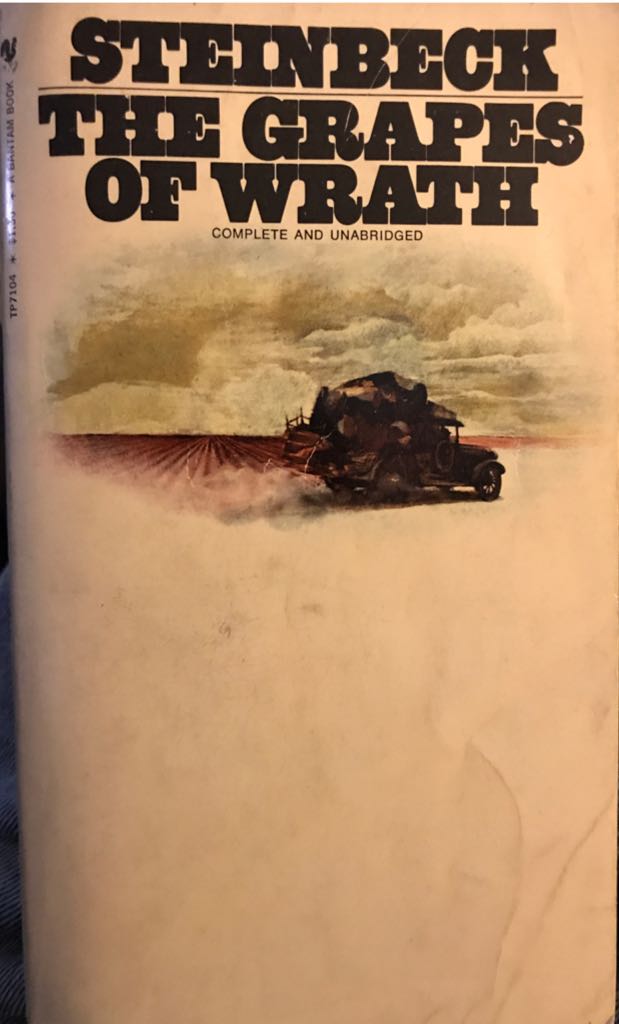 STEINBECK
THE GRAPES
OF WRATH
COMPLETE AND UNABRIDGED
TP7104 * * A BANTAM BOOK